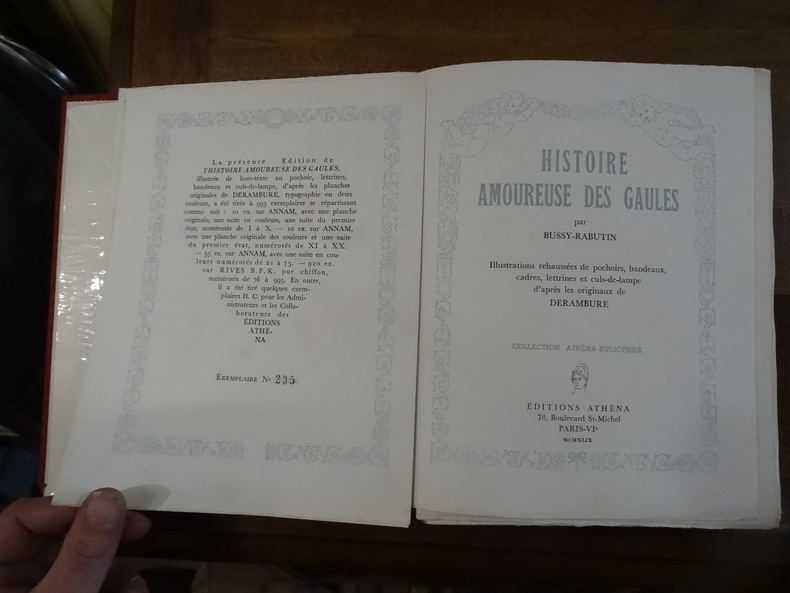 La présente Edition de
l'HISTOIRE AMOUREUSE DES GAULES,
illustrée de hors-texte au pochoir, lettrines,
bandeaux et culs-de-lampe, d'après les planches
originales de DERAMBURE, typographie en deux
couleurs, a été tirée à 995 exemplaires se répartissant
comme suit : 10 ex. sur ANNAM, avec une planche
originale, une suite en couleurs, une suite du premier
état, numérotés de I à X. — 10 ex. sur ANNAM,
avec une planche originale des couleurs et une suite
du premier état, numérotés de XI à XX.
— 55 ex. sur ANNAM, avec une suite en cou-
leurs numérotés de 21 à 75. — 920 ex.
sur RIVES B.F.K. pur chiffon,
numérotés de 76 à 995. En outre,
il a été tiré quelques exem-
plaires H. C. pour les Admi-
nistrateurs et les Colla-
borateurs des
ÉDITIONS
ATHÊ-
NA
EXEMPLAIRE No 235
HISTOIRE
AMOUREUSE DES GAULES
par
BUSSY-RABUTIN
Illustrations rehaussées de pochoirs, bandeaux,
cadres, lettrines et culs-de-lampe
d'après les originaux de
DERAMBURE
COLLECTION ATHÊNA-BIBLIOPHILE
ÉDITIONS ATHÊNA
78, Boulevard St-Michel
PARIS-VIe
MCMXLIX